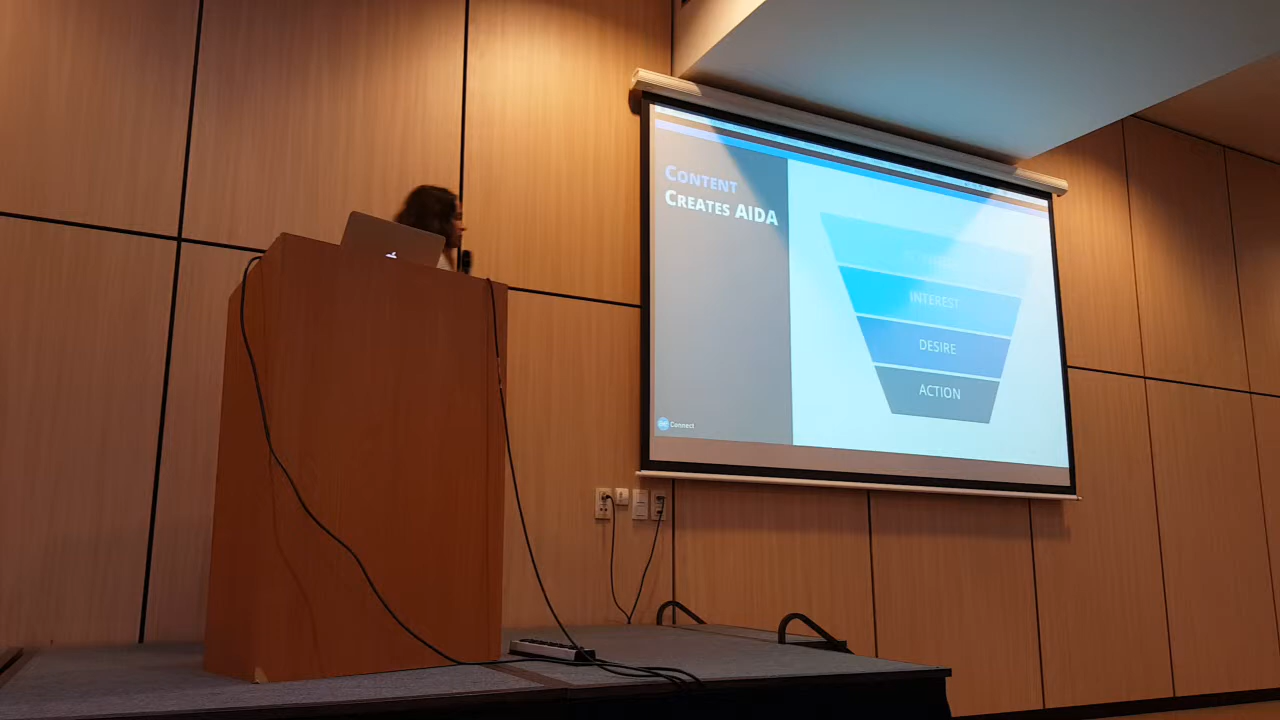 CONTENT
CREATES AIDA
INTEREST
DESIRE
ACTION
Connect